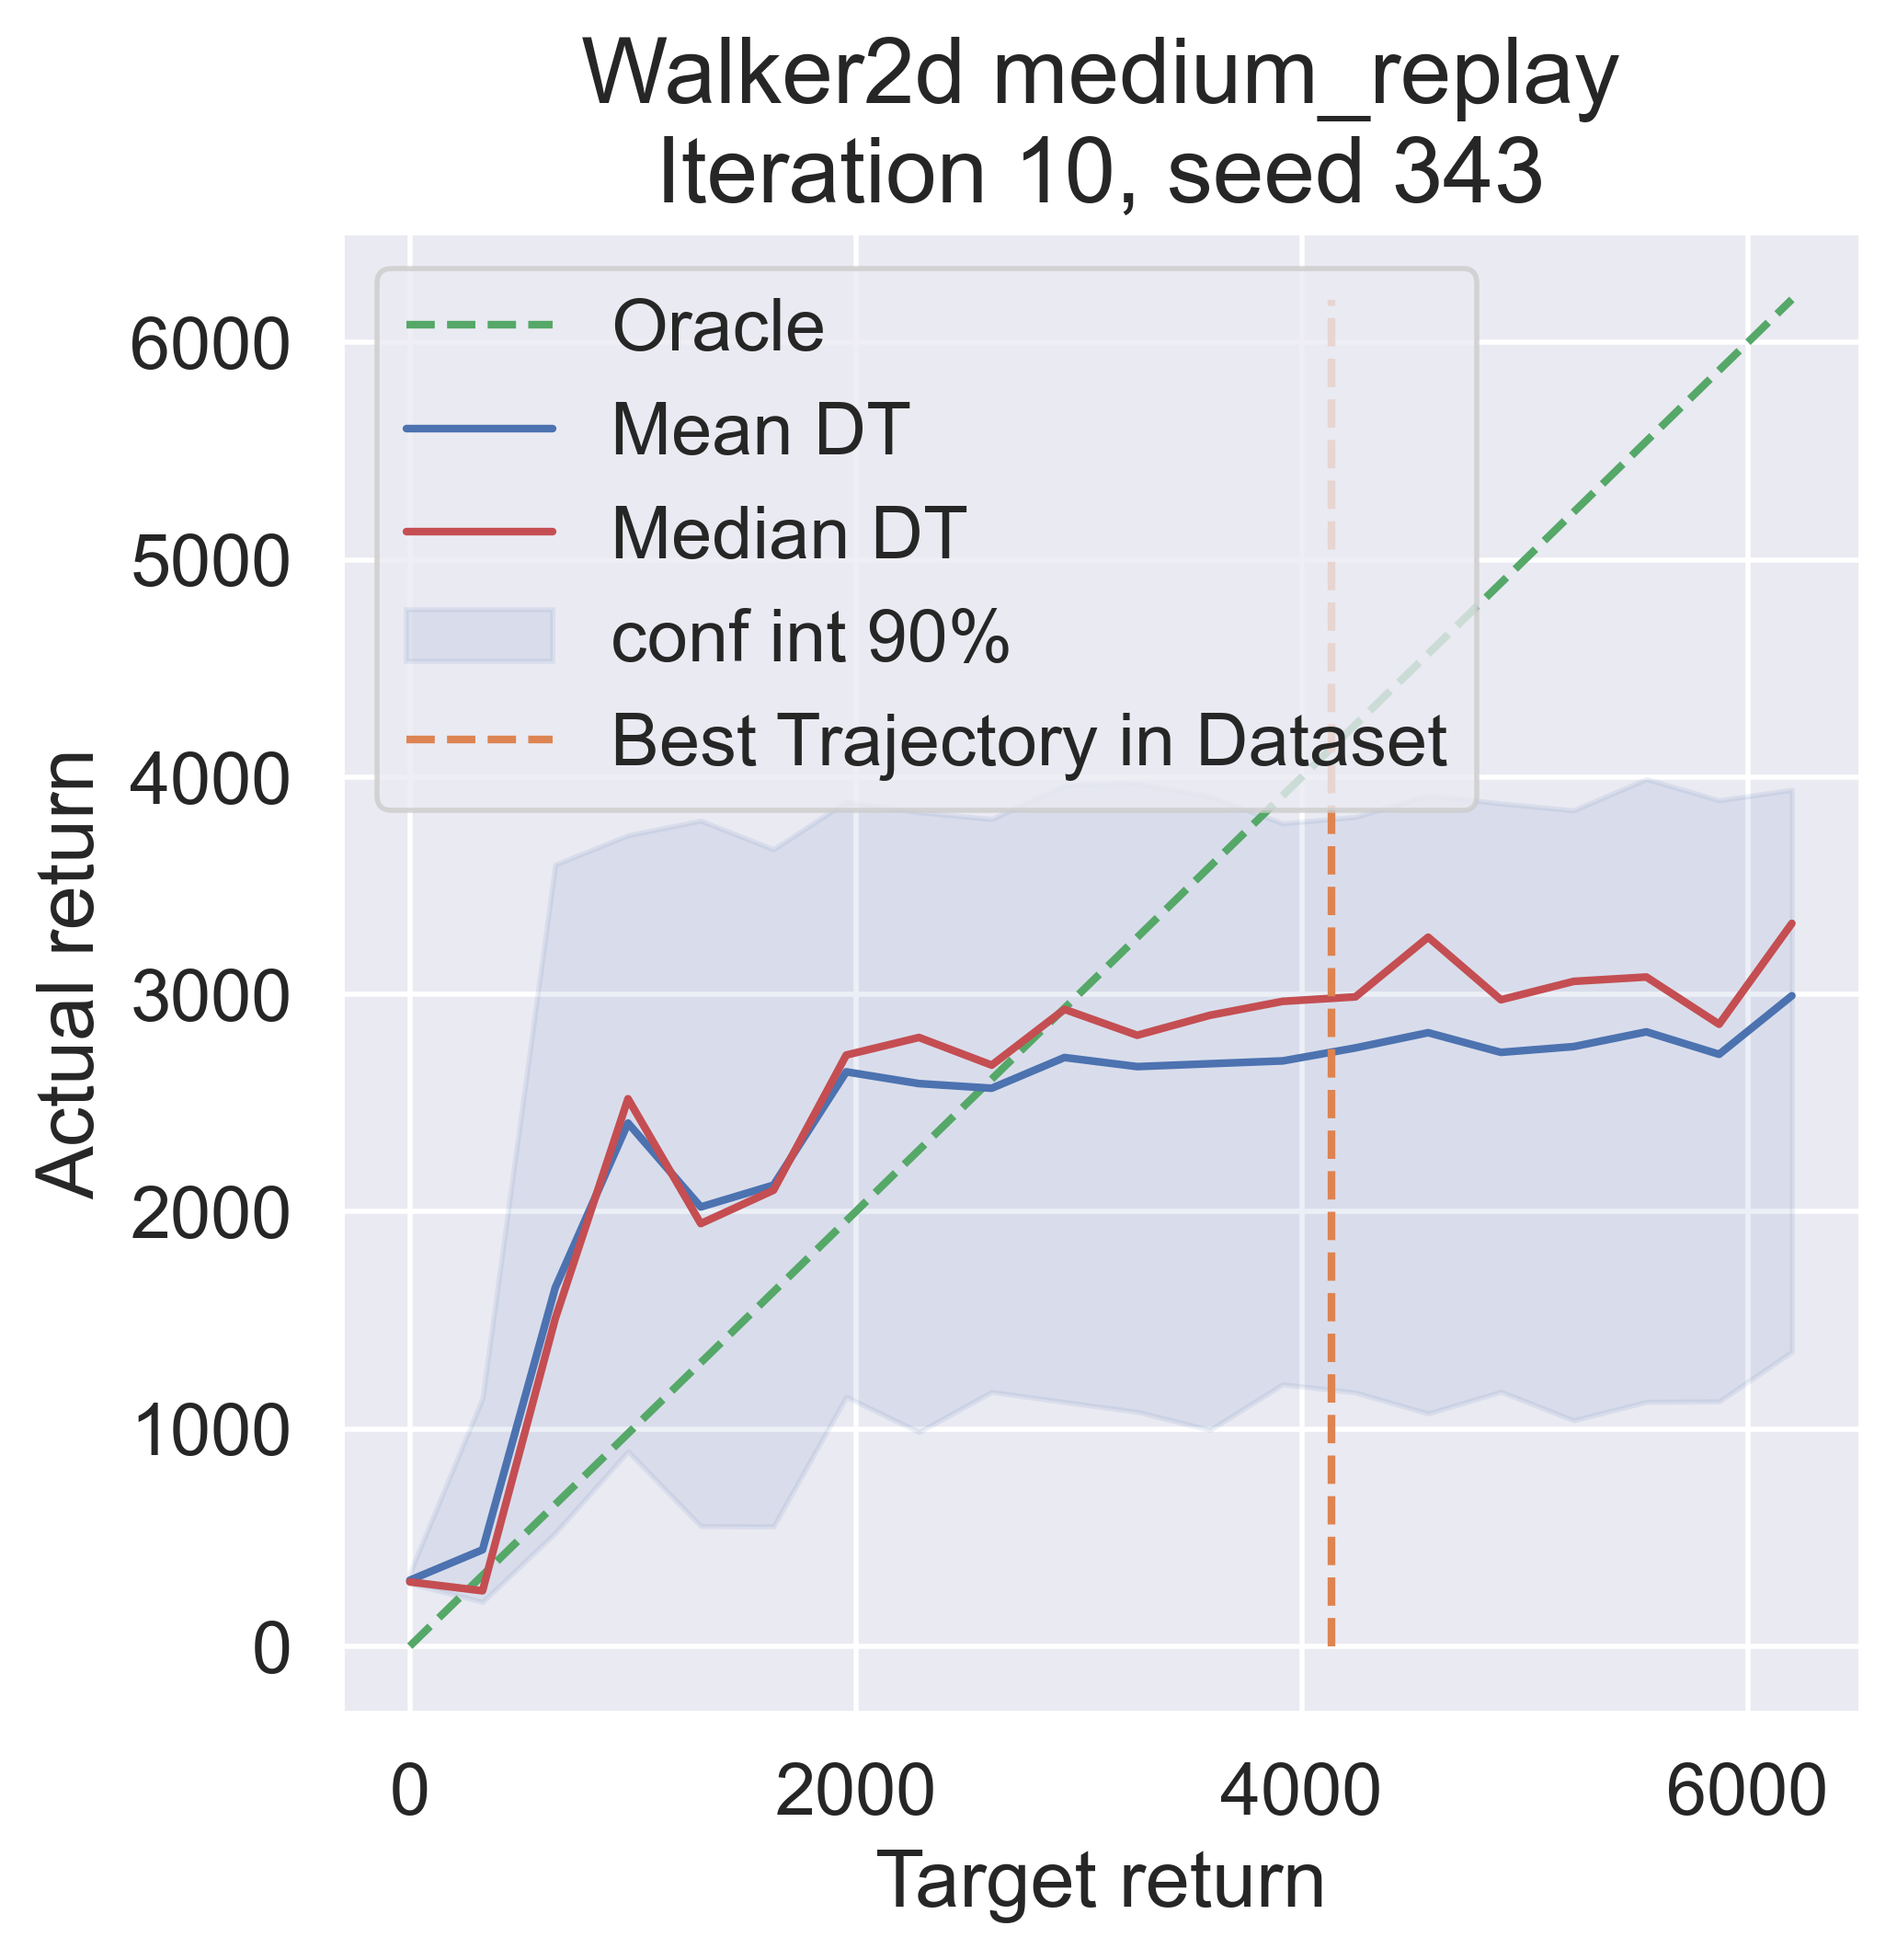 Walker2d medium_replay
Iteration 10, seed 343
Oracle
Mean DT
Median DT
conf int 90%
Best Trajectory in Dataset
6000
5000
4000
3000
2000
1000
0
Actual return
0 2000 4000 6000
Target return